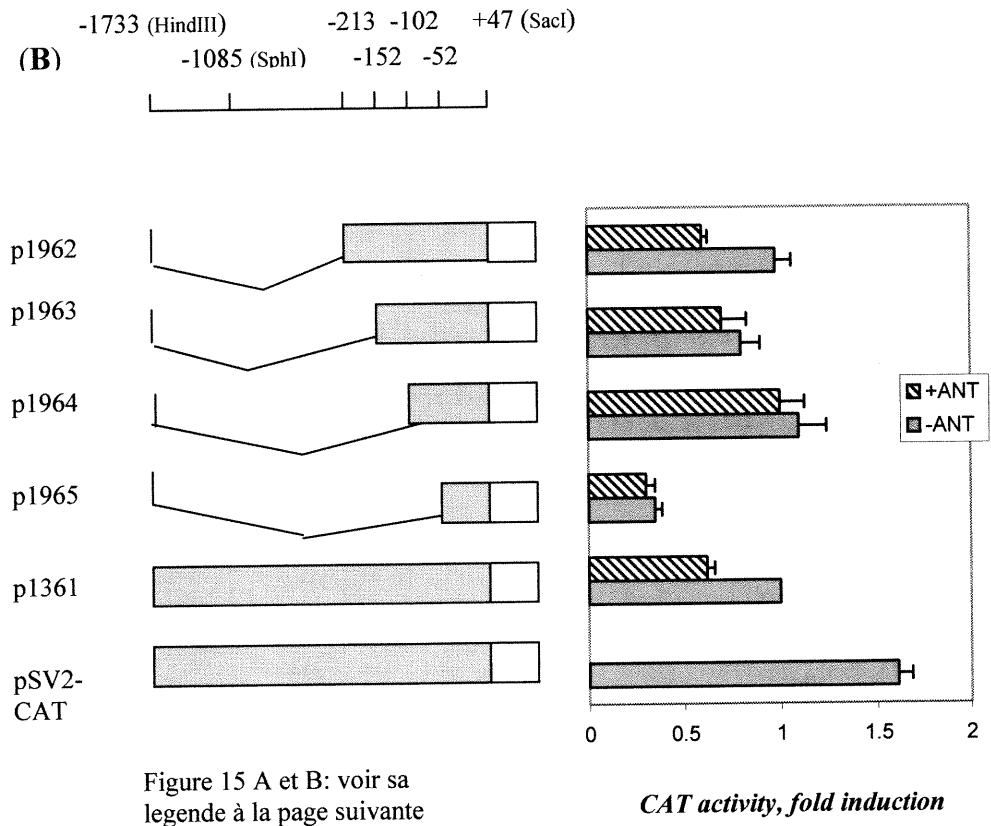 -1733 (HindIII) -213 -102 +47 (SacI)
(B) -1085 (SphI) -152 -52
p1962
p1963
p1964
+ANT
-ANT
p1965
p1361
pSV2-
CAT
0 0.5 1 1.5 2
Figure 15 A et B: voir sa
legende à la page suivante
CAT activity, fold induction